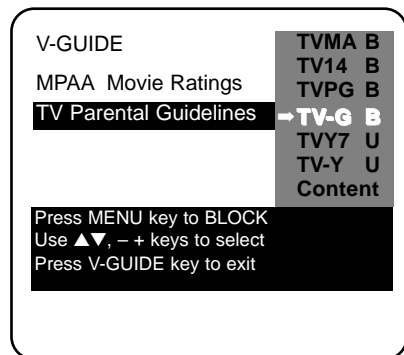 V-GUIDE
MPAA Movie Ratings
TV Parental Guidelines
TVMA B
TV14 B
TVPG B
➡TV-G B
TVY7 U
TV-Y U
Content
Press MENU key to BLOCK
Use ▲▼, – + keys to select
Press V-GUIDE key to exit